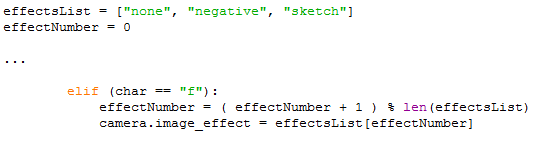 effectsList = ["none", "negative", "sketch"]
effectNumber = 0
...
elif (char == "f"):
effectNumber = ( effectNumber + 1 ) % len(effectsList)
camera.image_effect = effectsList[effectNumber]